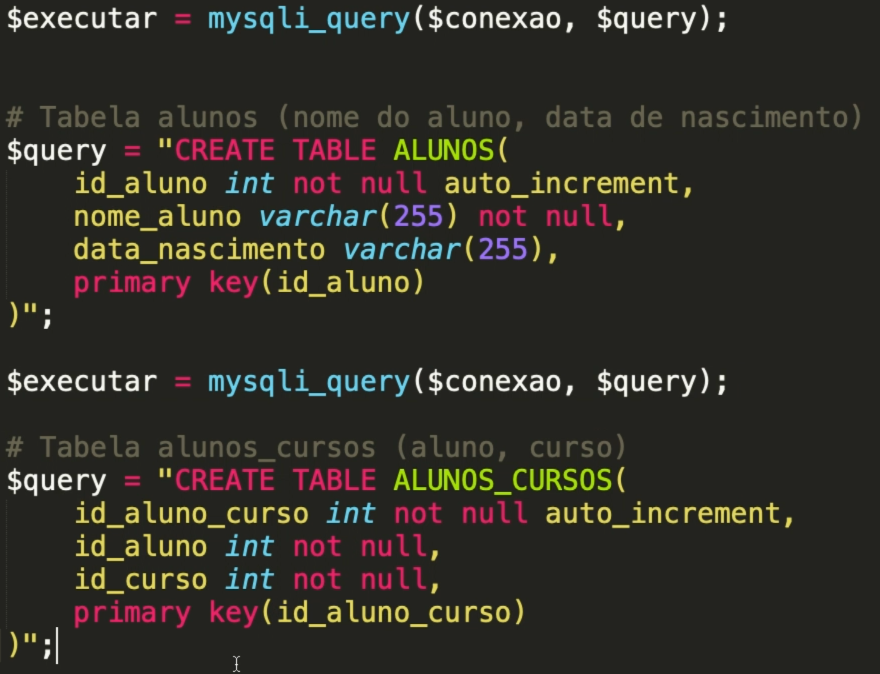 $executar = mysqli_query($conexao, $query);
# Tabela alunos (nome do aluno, data de nascimento)
$query = "CREATE TABLE ALUNOS(
id_aluno int not null auto_increment,
nome_aluno varchar(255) not null,
data_nascimento varchar(255),
primary key(id_aluno)
)";
$executar = mysqli_query($conexao, $query);
# Tabela alunos_cursos (aluno, curso)
$query = "CREATE TABLE ALUNOS_CURSOS(
id_aluno_curso int not null auto_increment,
id_aluno int not null,
id_curso int not null,
primary key(id_aluno_curso)
)";